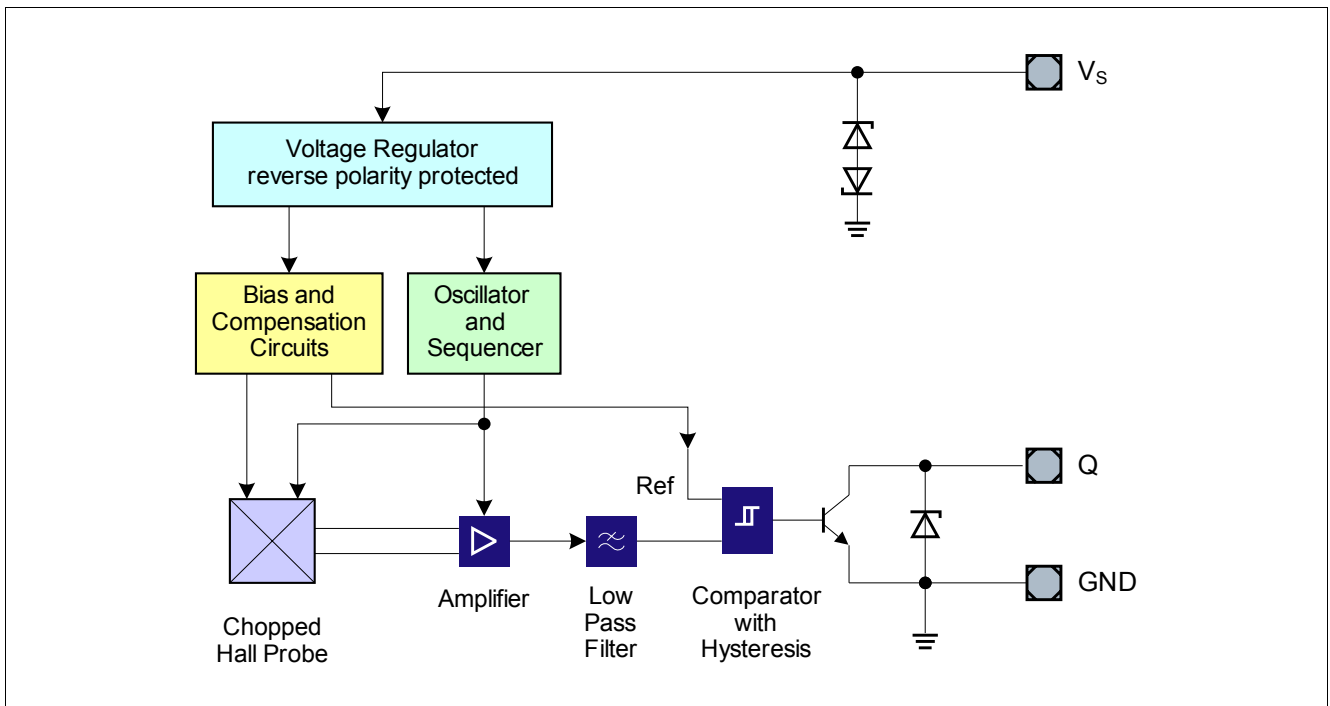 V_S
Voltage Regulator
reverse polarity protected
Bias and
Compensation
Circuits
Oscillator
and
Sequencer
Ref
Q
GND
Amplifier
Low
Pass
Filter
Comparator
with
Hysteresis
Chopped
Hall Probe